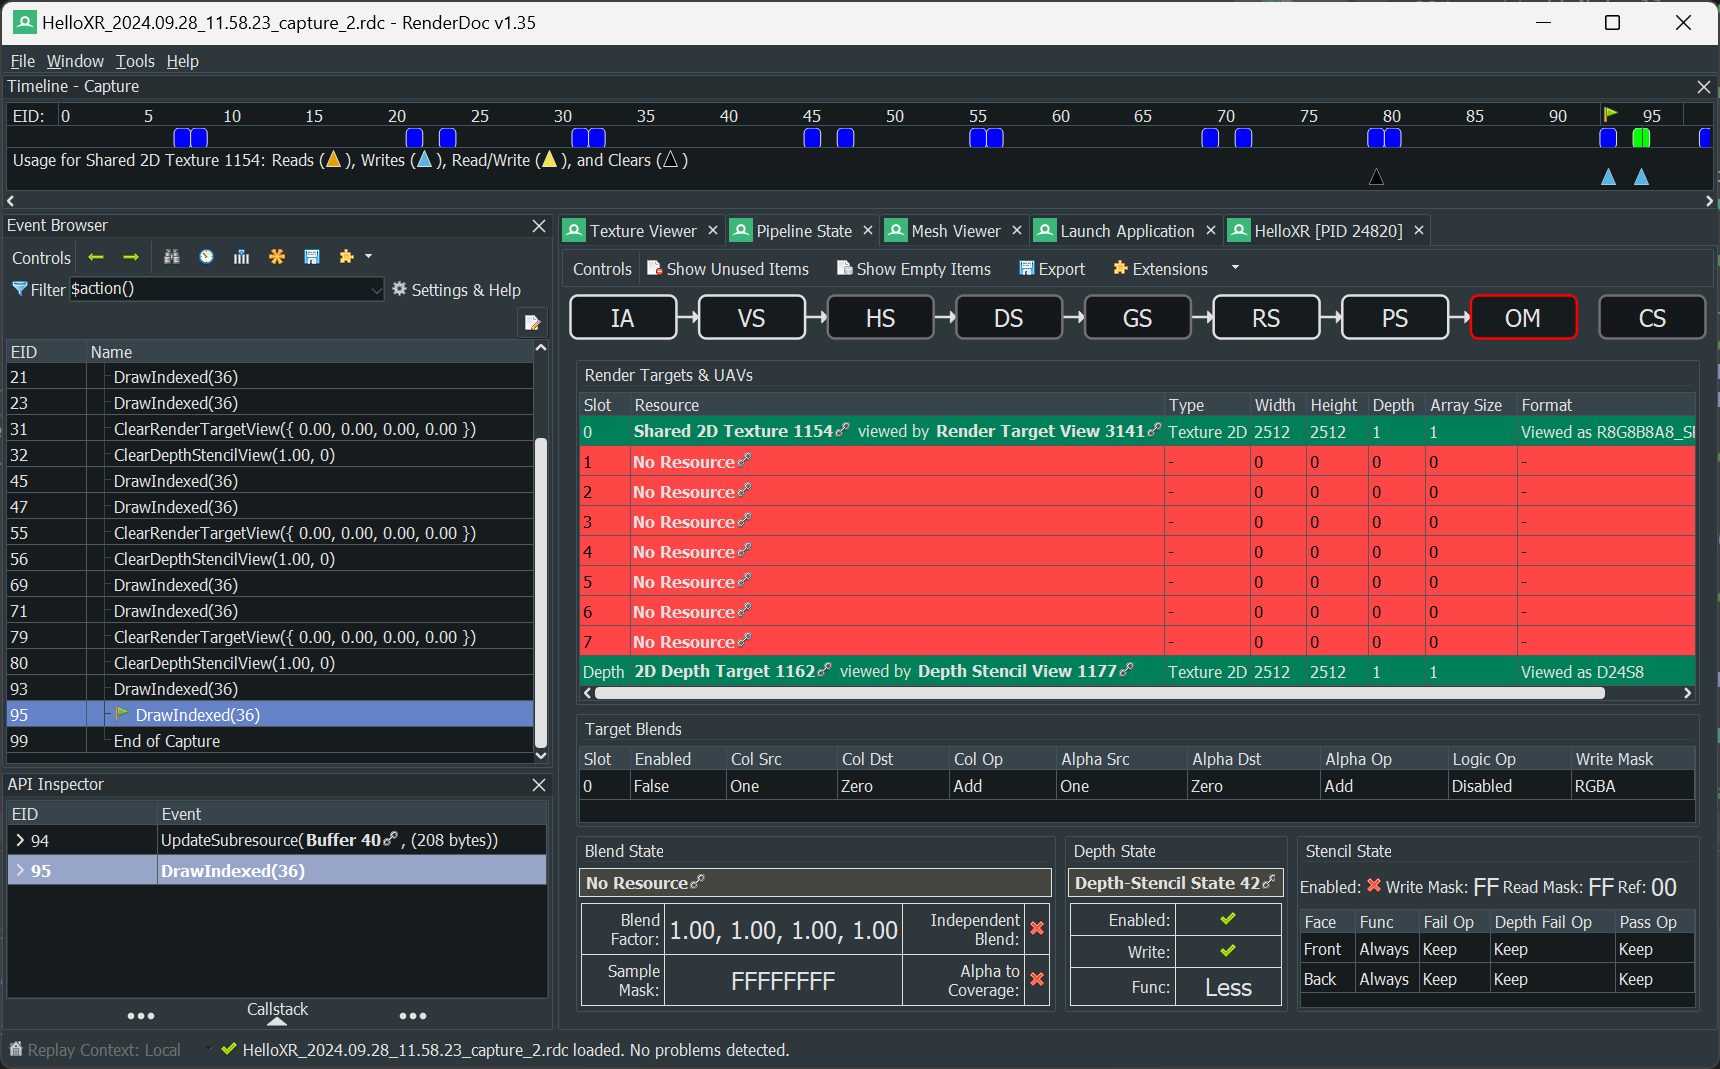 HelloXR_2024.09.28_11.58.23_capture_2.rdc - RenderDoc v1.35
File Window Tools Help
Timeline - Capture
EID: 0 5 10 15 20 25 30 35 40 45 50 55 60 65 70 75 80 85 90 95
Usage for Shared 2D Texture 1154: Reads ( ), Writes ( ), Read/Write ( ), and Clears ( )
Event Browser
Controls
Filter $action() Settings & Help
EID Name
21 DrawIndexed(36)
23 DrawIndexed(36)
31 ClearRenderTargetView({ 0.00, 0.00, 0.00, 0.00 })
32 ClearDepthStencilView(1.00, 0)
45 DrawIndexed(36)
47 DrawIndexed(36)
55 ClearRenderTargetView({ 0.00, 0.00, 0.00, 0.00 })
56 ClearDepthStencilView(1.00, 0)
69 DrawIndexed(36)
71 DrawIndexed(36)
79 ClearRenderTargetView({ 0.00, 0.00, 0.00, 0.00 })
80 ClearDepthStencilView(1.00, 0)
93 DrawIndexed(36)
95 DrawIndexed(36)
99 End of Capture
API Inspector
EID Event
94 UpdateSubresource(Buffer 40 , (208 bytes))
95 DrawIndexed(36)
Callstack
Texture Viewer Pipeline State Mesh Viewer Launch Application HelloXR [PID 24820]
Controls Show Unused Items Show Empty Items Export Extensions
IA VS HS DS GS RS PS OM CS
Render Targets & UAVs
Slot Resource Type Width Height Depth Array Size Format
0 Shared 2D Texture 1154 viewed by Render Target View 3141 Texture 2D 2512 2512 1 1 Viewed as R8G8B8A8_SR
1 No Resource - 0 0 0 0 -
2 No Resource - 0 0 0 0 -
3 No Resource - 0 0 0 0 -
4 No Resource - 0 0 0 0 -
5 No Resource - 0 0 0 0 -
6 No Resource - 0 0 0 0 -
7 No Resource - 0 0 0 0 -
Depth 2D Depth Target 1162 viewed by Depth Stencil View 1177 Texture 2D 2512 2512 1 1 Viewed as D24S8
Target Blends
Slot Enabled Col Src Col Dst Col Op Alpha Src Alpha Dst Alpha Op Logic Op Write Mask
0 False One Zero Add One Zero Add Disabled RGBA
Blend State
No Resource
Blend Factor: 1.00, 1.00, 1.00, 1.00 Independent Blend:
Sample Mask: FFFFFFFF Alpha to Coverage:
Depth State
Depth-Stencil State 42
Enabled:
Write:
Func: Less
Stencil State
Enabled: Write Mask: FF Read Mask: FF Ref: 00
Face Func Fail Op Depth Fail Op Pass Op
Front Always Keep Keep Keep
Back Always Keep Keep Keep
Replay Context: Local HelloXR_2024.09.28_11.58.23_capture_2.rdc loaded. No problems detected.